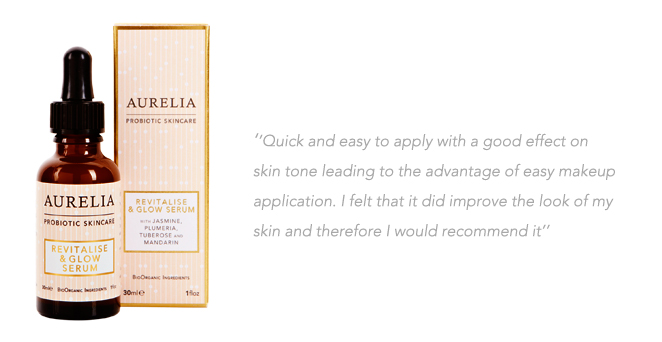 AURELIA
PROBIOTIC SKINCARE
REVITALISE
& GLOW SERUM
WITH JASMINE,
PLUMERIA,
TUBEROSE AND
MANDARIN
BIOORGANIC INGREDIENTS
30ml℮ 1floz
AURELIA
PROBIOTIC SKINCARE
REVITALISE
& GLOW
SERUM
30ml℮ BIOORGANIC INGREDIENTS 1fl
‘‘Quick and easy to apply with a good effect on
skin tone leading to the advantage of easy makeup
application. I felt that it did improve the look of my
skin and therefore I would recommend it’’